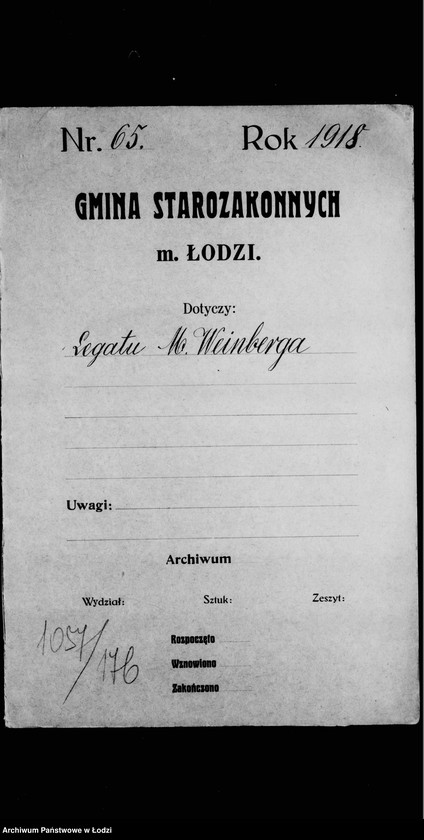 Nr. 65. Rok 1918.
GMINA STAROZAKONNYCH
m. ŁODZI.
Dotyczy:
Legatu M. Weinberga
Uwagi:
Archiwum
Wydział: Sztuk: Zeszyt:
Rozpoczęto
1057/176
Wznowiono
Zakończono
Archiwum Państwowe w Łodzi